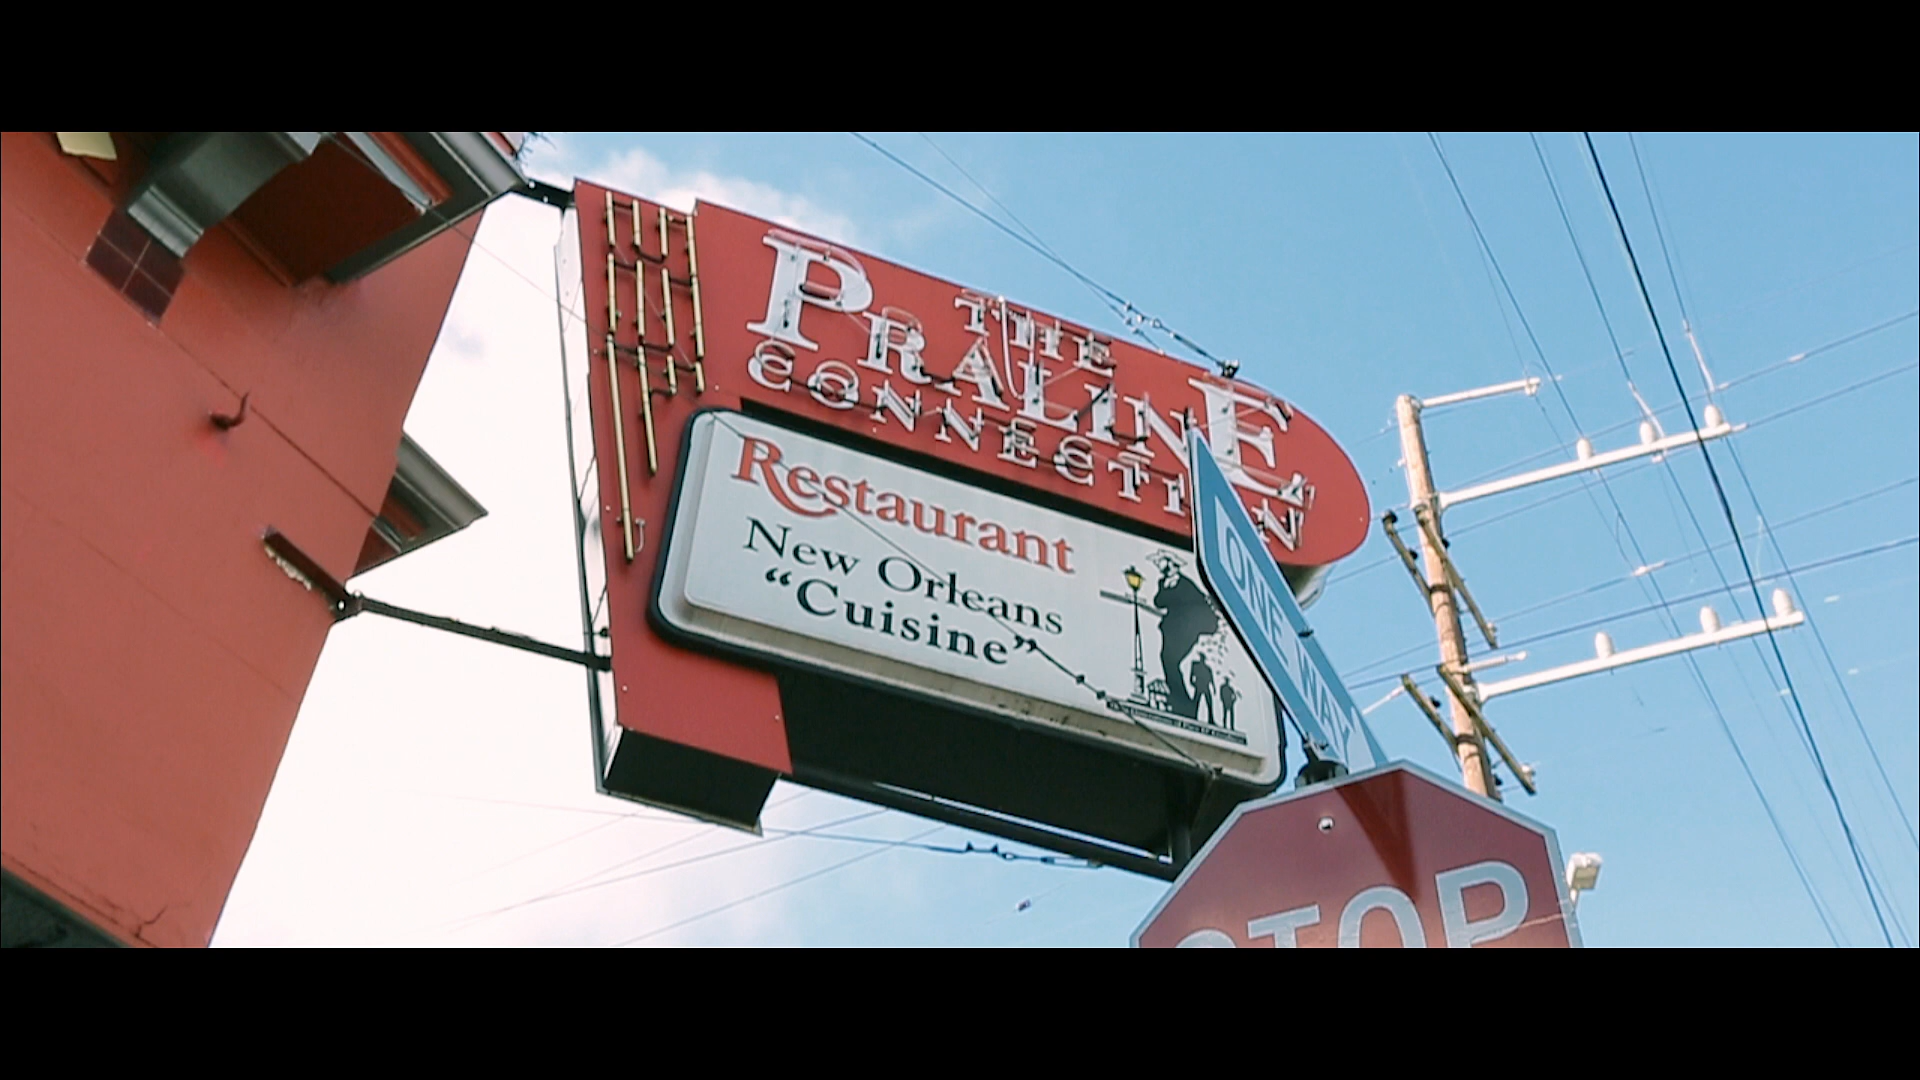 THE
PRALINE
CONNECTION
Restaurant
New Orleans
“Cuisine”
ONE WAY
STOP